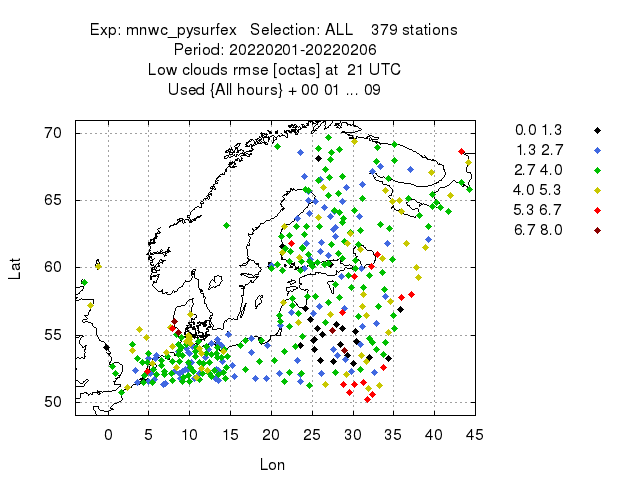 Exp: mnwc_pysurfex   Selection: ALL    379 stations
Period: 20220201-20220206
Low clouds rmse [octas] at  21 UTC
Used {All hours} + 00 01 ... 09
70
65
60
55
50
Lat
0 5 10 15 20 25 30 35 40 45
Lon
0.0 1.3
1.3 2.7
2.7 4.0
4.0 5.3
5.3 6.7
6.7 8.0